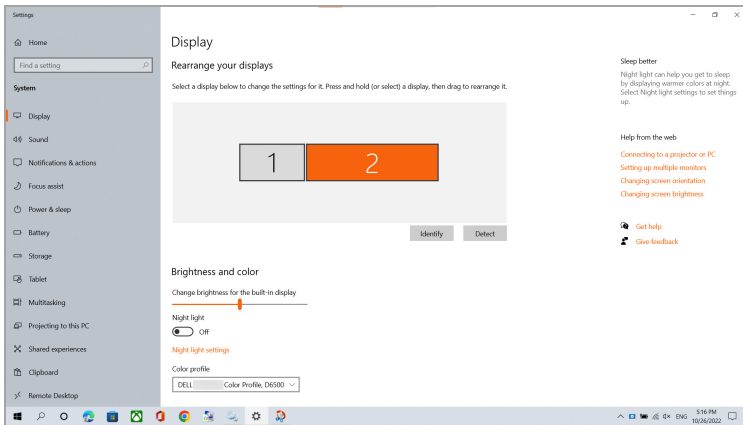 Settings
Home
Find a setting
System
Display
Sound
Notifications & actions
Focus assist
Power & sleep
Battery
Storage
Tablet
Multitasking
Projecting to this PC
Shared experiences
Clipboard
Remote Desktop
Display
Rearrange your displays
Select a display below to change the settings for it. Press and hold (or select) a display, then drag to rearrange it.
1 2
Identify Detect
Brightness and color
Change brightness for the built-in display
Night light
Off
Night light settings
Color profile
DELL Color Profile, D6500
Sleep better
Night light can help you get to sleep
by displaying warmer colors at night.
Select Night light settings to set things
up.
Help from the web
Connecting to a projector or PC
Setting up multiple monitors
Changing screen orientation
Changing screen brightness
Get help
Give feedback
ENG
5:16 PM
10/26/2022